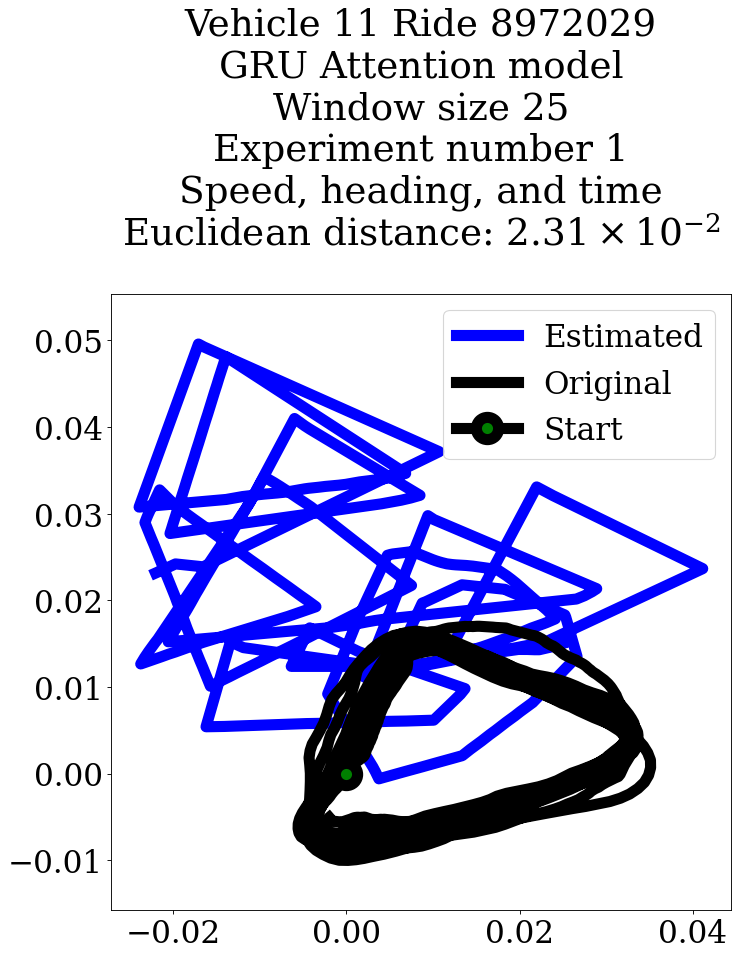 Vehicle 11 Ride 8972029
GRU Attention model
Window size 25
Experiment number 1
Speed, heading, and time
Euclidean distance: 2.31 × 10⁻²
Estimated
Original
Start
0.05
0.04
0.03
0.02
0.01
0.00
−0.01
−0.02
0.00
0.02
0.04